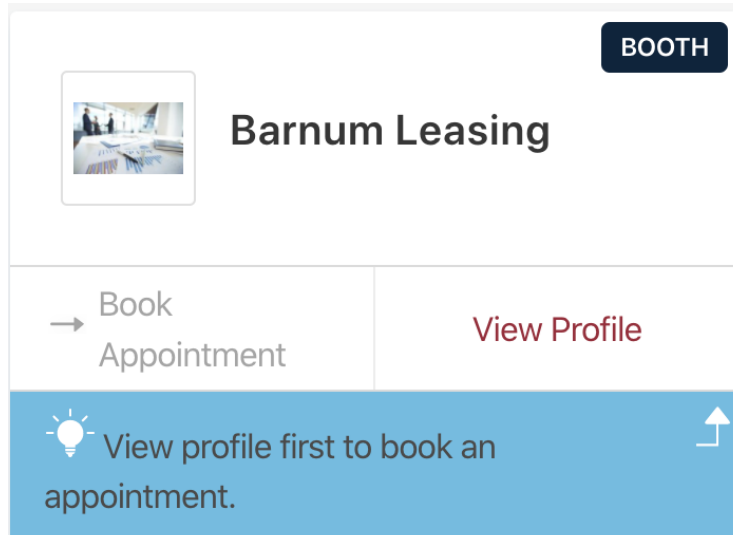 BOOTH
Barnum Leasing
Book
Appointment
View Profile
View profile first to book an
appointment.